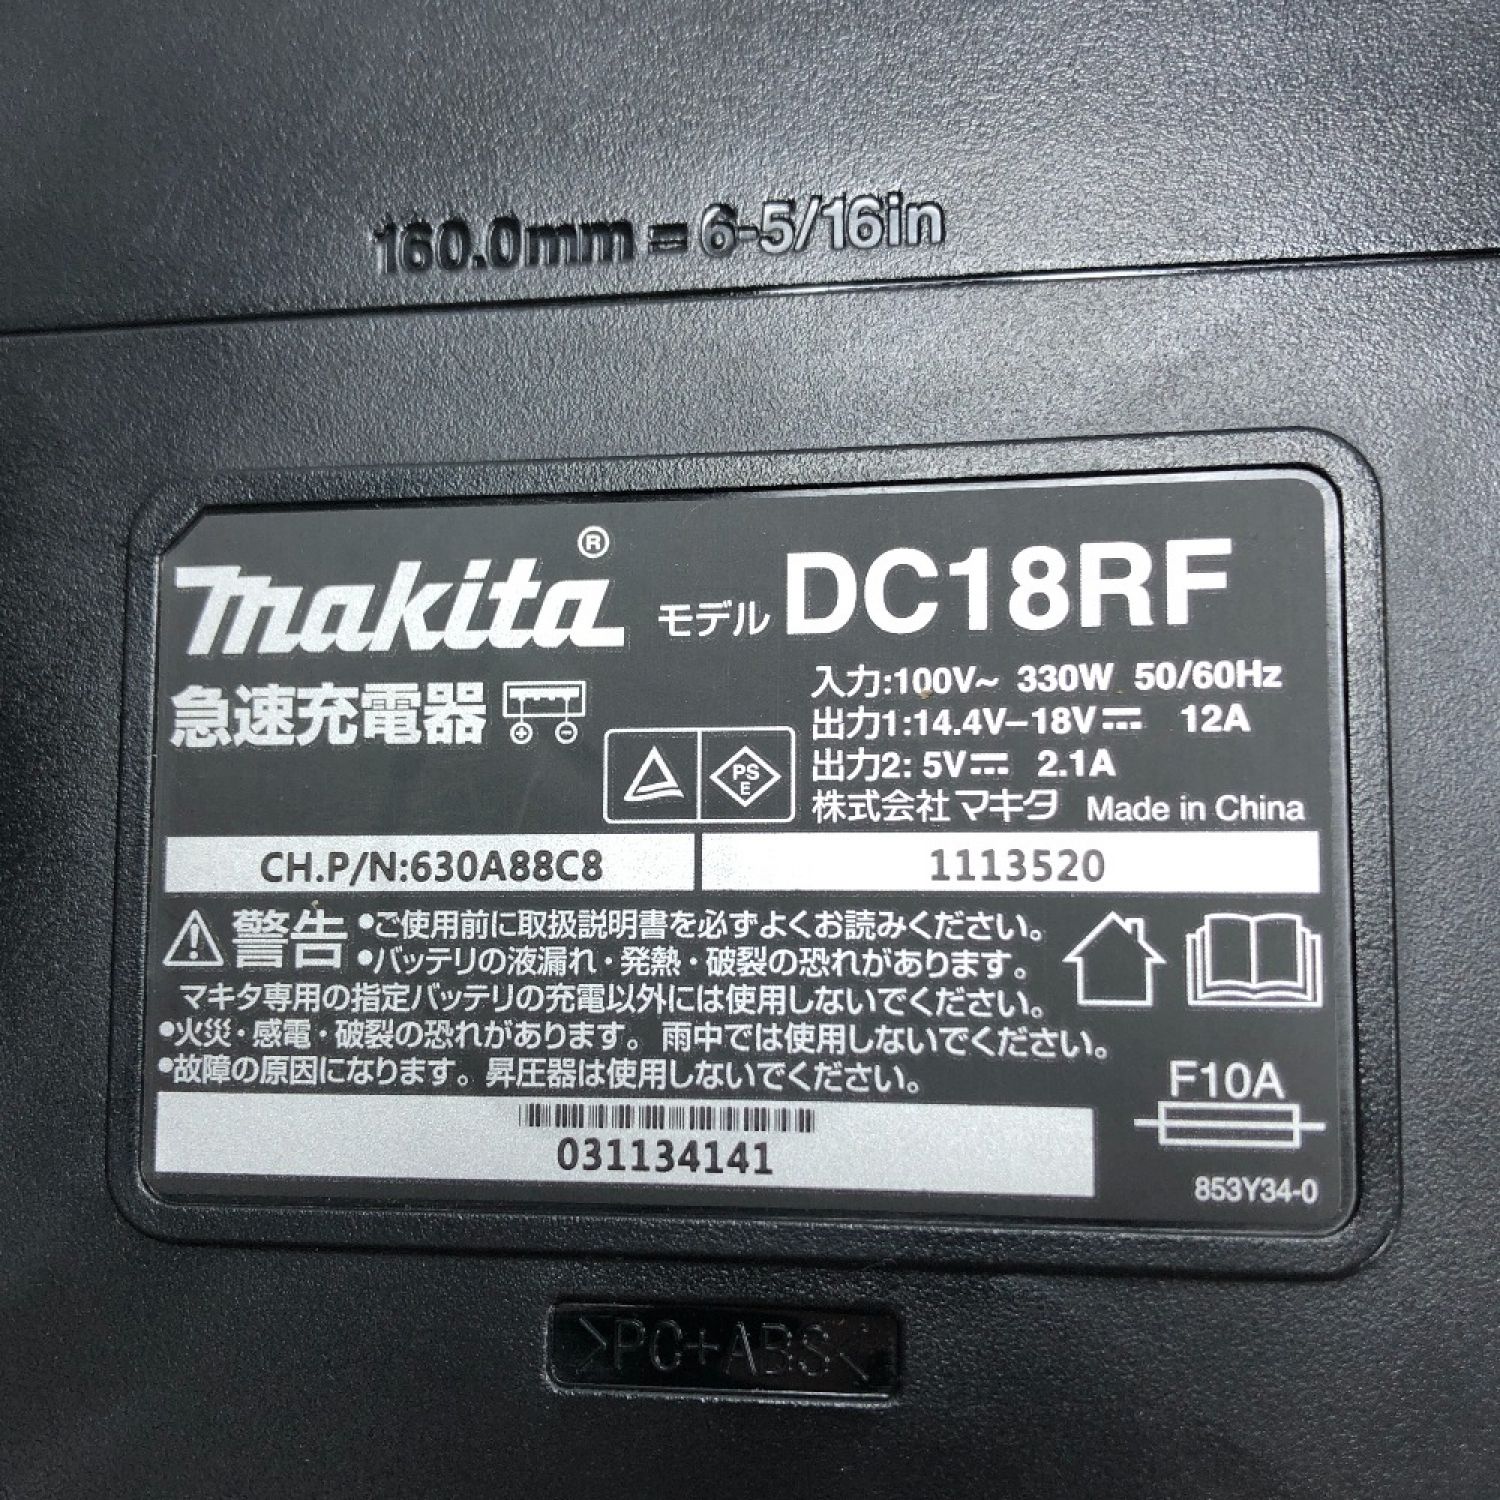 160.0mm = 6-5/16in
makita® モデル DC18RF
急速充電器
入力:100V~ 330W 50/60Hz
出力1:14.4V–18V⎓ 12A
出力2: 5V⎓ 2.1A
株式会社マキタ Made in China
PS E
CH.P/N:630A88C8 1113520
警告 •ご使用前に取扱説明書を必ずよくお読みください。
•バッテリの液漏れ・発熱・破裂の恐れがあります。
マキタ専用の指定バッテリの充電以外には使用しないでください。
•火災・感電・破裂の恐れがあります。雨中では使用しないでください。
•故障の原因になります。昇圧器は使用しないでください。
F10A
031134141
853Y34-0
>PC+ABS<